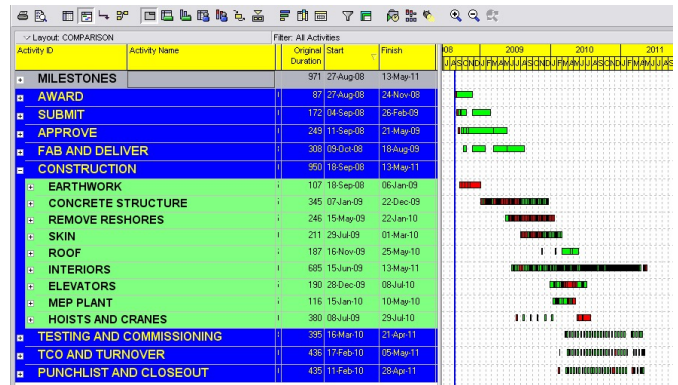 Layout: COMPARISON Filter: All Activities
Activity ID Activity Name Original Duration Start Finish 08 2009 2010 2011
MILESTONES 971 27-Aug-08 13-May-11
AWARD 87 27-Aug-08 24-Nov-08
SUBMIT 172 04-Sep-08 26-Feb-09
APPROVE 249 11-Sep-08 21-May-09
FAB AND DELIVER 308 09-Oct-08 18-Aug-09
CONSTRUCTION 950 18-Sep-08 13-May-11
EARTHWORK 107 18-Sep-08 06-Jan-09
CONCRETE STRUCTURE 345 07-Jan-09 22-Dec-09
REMOVE RESHORES 246 15-May-09 22-Jan-10
SKIN 211 29-Jul-09 01-Mar-10
ROOF 187 16-Nov-09 25-May-10
INTERIORS 685 15-Jun-09 13-May-11
ELEVATORS 190 28-Dec-09 08-Jul-10
MEP PLANT 116 15-Jan-10 10-May-10
HOISTS AND CRANES 380 08-Jul-09 29-Jul-10
TESTING AND COMMISSIONING 395 16-Mar-10 21-Apr-11
TCO AND TURNOVER 436 17-Feb-10 05-May-11
PUNCHLIST AND CLOSEOUT 435 11-Feb-10 28-Apr-11